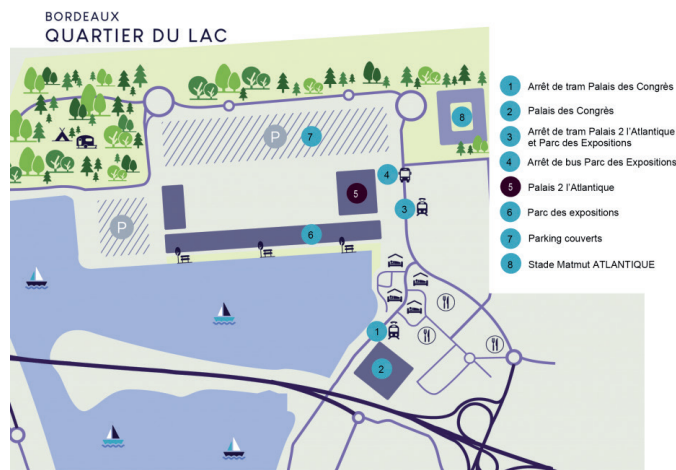 BORDEAUX
QUARTIER DU LAC
1 Arrêt de tram Palais des Congrès
2 Palais des Congrès
3 Arrêt de tram Palais 2 l'Atlantique
et Parc des Expositions
4 Arrêt de bus Parc des Expositions
5 Palais 2 l'Atlantique
6 Parc des expositions
7 Parking couverts
8 Stade Matmut ATLANTIQUE
8
P 7
4
5
3
P
6
1
2